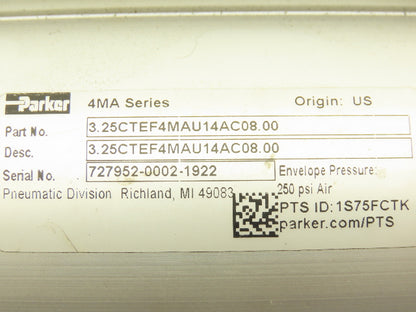 Parker 4MA Series Origin: US
Part No. 3.25CTEF4MAU14AC08.00
Desc. 3.25CTEF4MAU14AC08.00
Serial No. 727952-0002-1922 Envelope Pressure:
Pneumatic Division Richland, MI 49083 250 psi Air
PTS ID: 1S75FCTK
parker.com/PTS